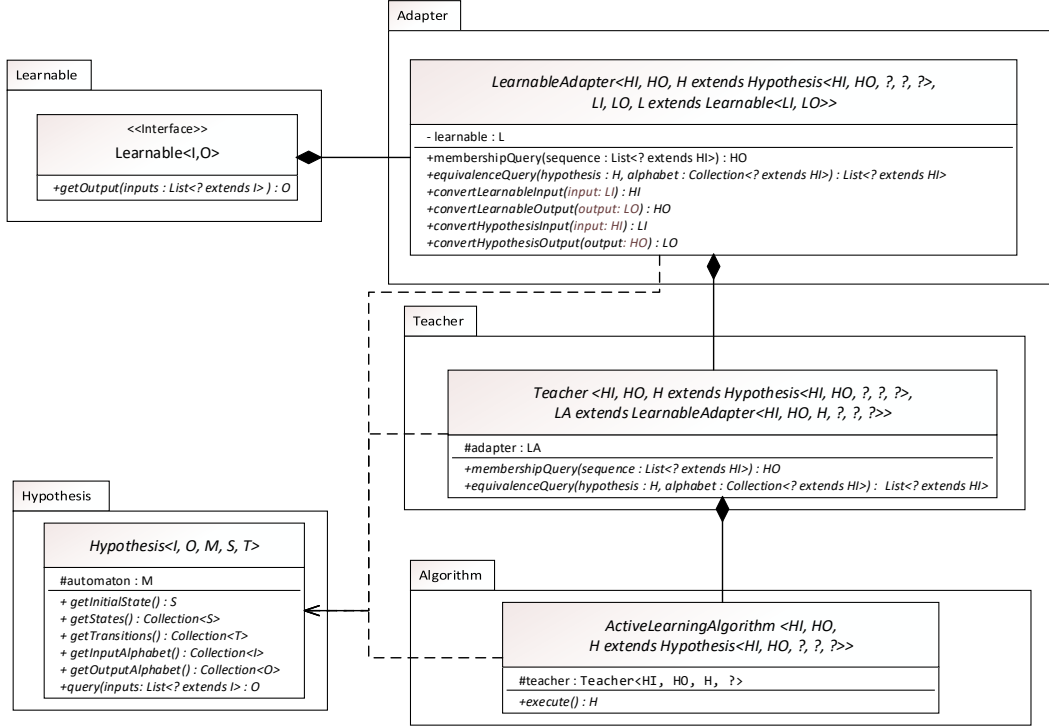 Adapter
LearnableAdapter<HI, HO, H extends Hypothesis<HI, HO, ?, ?, ?>,
LI, LO, L extends Learnable<LI, LO>>
- learnable : L
+membershipQuery(sequence : List<? extends HI>) : HO
+equivalenceQuery(hypothesis : H, alphabet : Collection<? extends HI>) : List<? extends HI>
+convertLearnableInput(input: LI) : HI
+convertLearnableOutput(output: LO) : HO
+convertHypothesisInput(input: HI) : LI
+convertHypothesisOutput(output: HO) : LO
Learnable
<<Interface>>
Learnable<I,O>
+getOutput(inputs : List<? extends I> ) : O
Teacher
Teacher <HI, HO, H extends Hypothesis<HI, HO, ?, ?, ?>,
LA extends LearnableAdapter<HI, HO, H, ?, ?, ?>>
#adapter : LA
+membershipQuery(sequence : List<? extends HI>) : HO
+equivalenceQuery(hypothesis : H, alphabet : Collection<? extends HI>) : List<? extends HI>
Hypothesis
Hypothesis<I, O, M, S, T>
#automaton : M
+ getInitialState() : S
+ getStates() : Collection<S>
+ getTransitions() : Collection<T>
+ getInputAlphabet() : Collection<I>
+ getOutputAlphabet() : Collection<O>
+query(inputs: List<? extends I> : O
Algorithm
ActiveLearningAlgorithm <HI, HO,
H extends Hypothesis<HI, HO, ?, ?, ?>>
#teacher : Teacher<HI, HO, H, ?>
+execute() : H